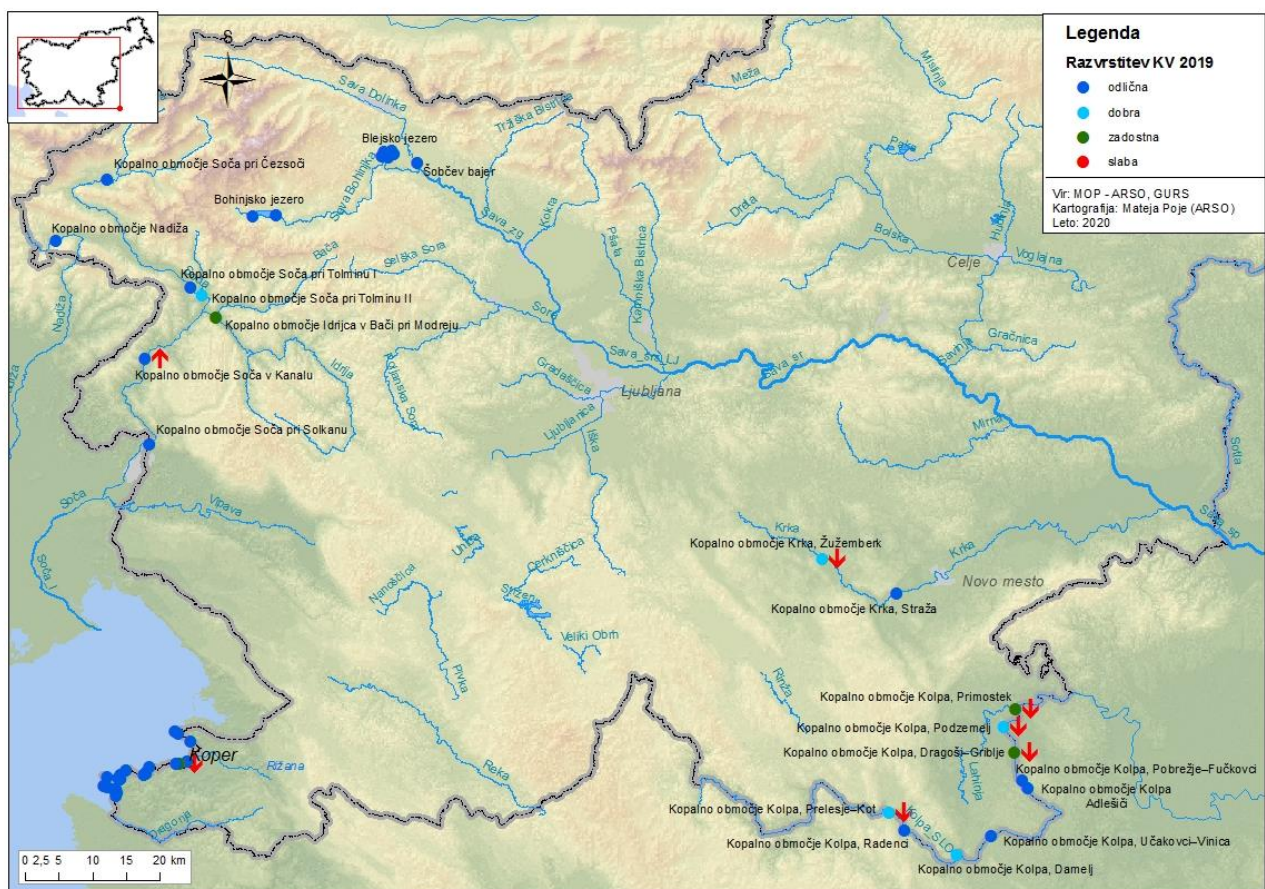 S
Legenda
Razvrstitev KV 2019
odlična
dobra
zadostna
slaba
Vir: MOP - ARSO, GURS
Kartografija: Mateja Poje (ARSO)
Leto: 2020
Meža
Mislinja
Sava Dolinka
Tržiška Bistrica
Blejsko jezero
Šobčev bajer
Kopalno območje Soča pri Čezsoči
Sava Bohinjka
Bohinjsko jezero
Paka
Dreta
Kokra
Sava_zg
Pšata
Kamniška Bistrica
Hudinja
Bolska
Voglajna
Celje
Kopalno območje Nadiža
Bača
Selška Sora
Nadiža
Kopalno območje Soča pri Tolminu I
Kopalno območje Soča pri Tolminu II
Kopalno območje Idrijca v Bači pri Modreju
Sora
Gračnica
Savinja
Sava_sr_LJ
Sava_sr
Kopalno območje Soča v Kanalu
Idrija
Poljanska Sora
Gradaščica
Ljubljana
Ljubljanica
Iška
Kopalno območje Soča pri Solkanu
Mirna
Sotla
Soča
Vipava
Sava_sp
Krka
Kopalno območje Krka, Žužemberk
Krka
Unica
Cerkniščica
Soča_I
Nanoščica
Stržen
Novo mesto
Kopalno območje Krka, Straža
Veliki Obrh
Pivka
Rinža
Kopalno območje Kolpa, Primostek
Kopalno območje Kolpa, Podzemelj
Koper
Rižana
Reka
Kopalno območje Kolpa, Dragoši–Griblje
Lahinja
Kopalno območje Kolpa, Pobrežje–Fučkovci
Kopalno območje Kolpa
Adlešiči
Kopalno območje Kolpa, Prelesje–Kot
Kolpa_SLO
Dragonja
Kopalno območje Kolpa, Radenci
Kopalno območje Kolpa, Učakovci–Vinica
Kopalno območje Kolpa, Damelj
0 2,5 5 10 15 20 km